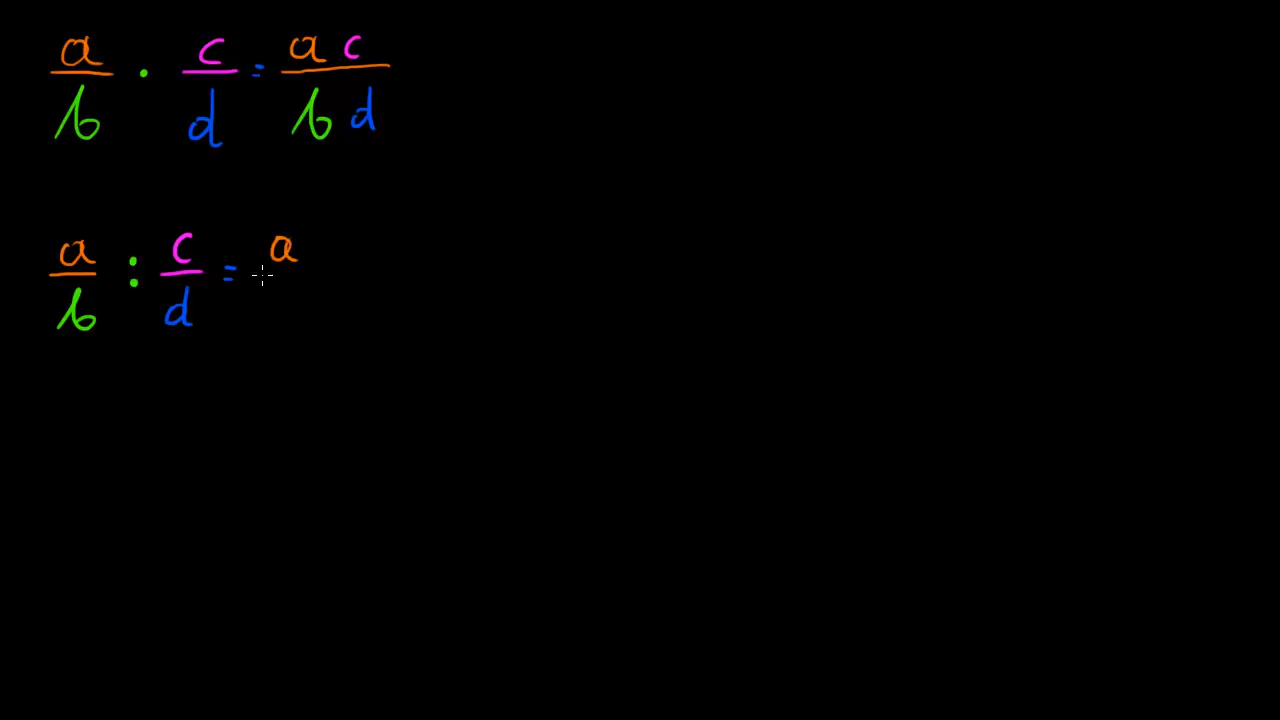 a/b · c/d = ac/bd
a/b : c/d = a